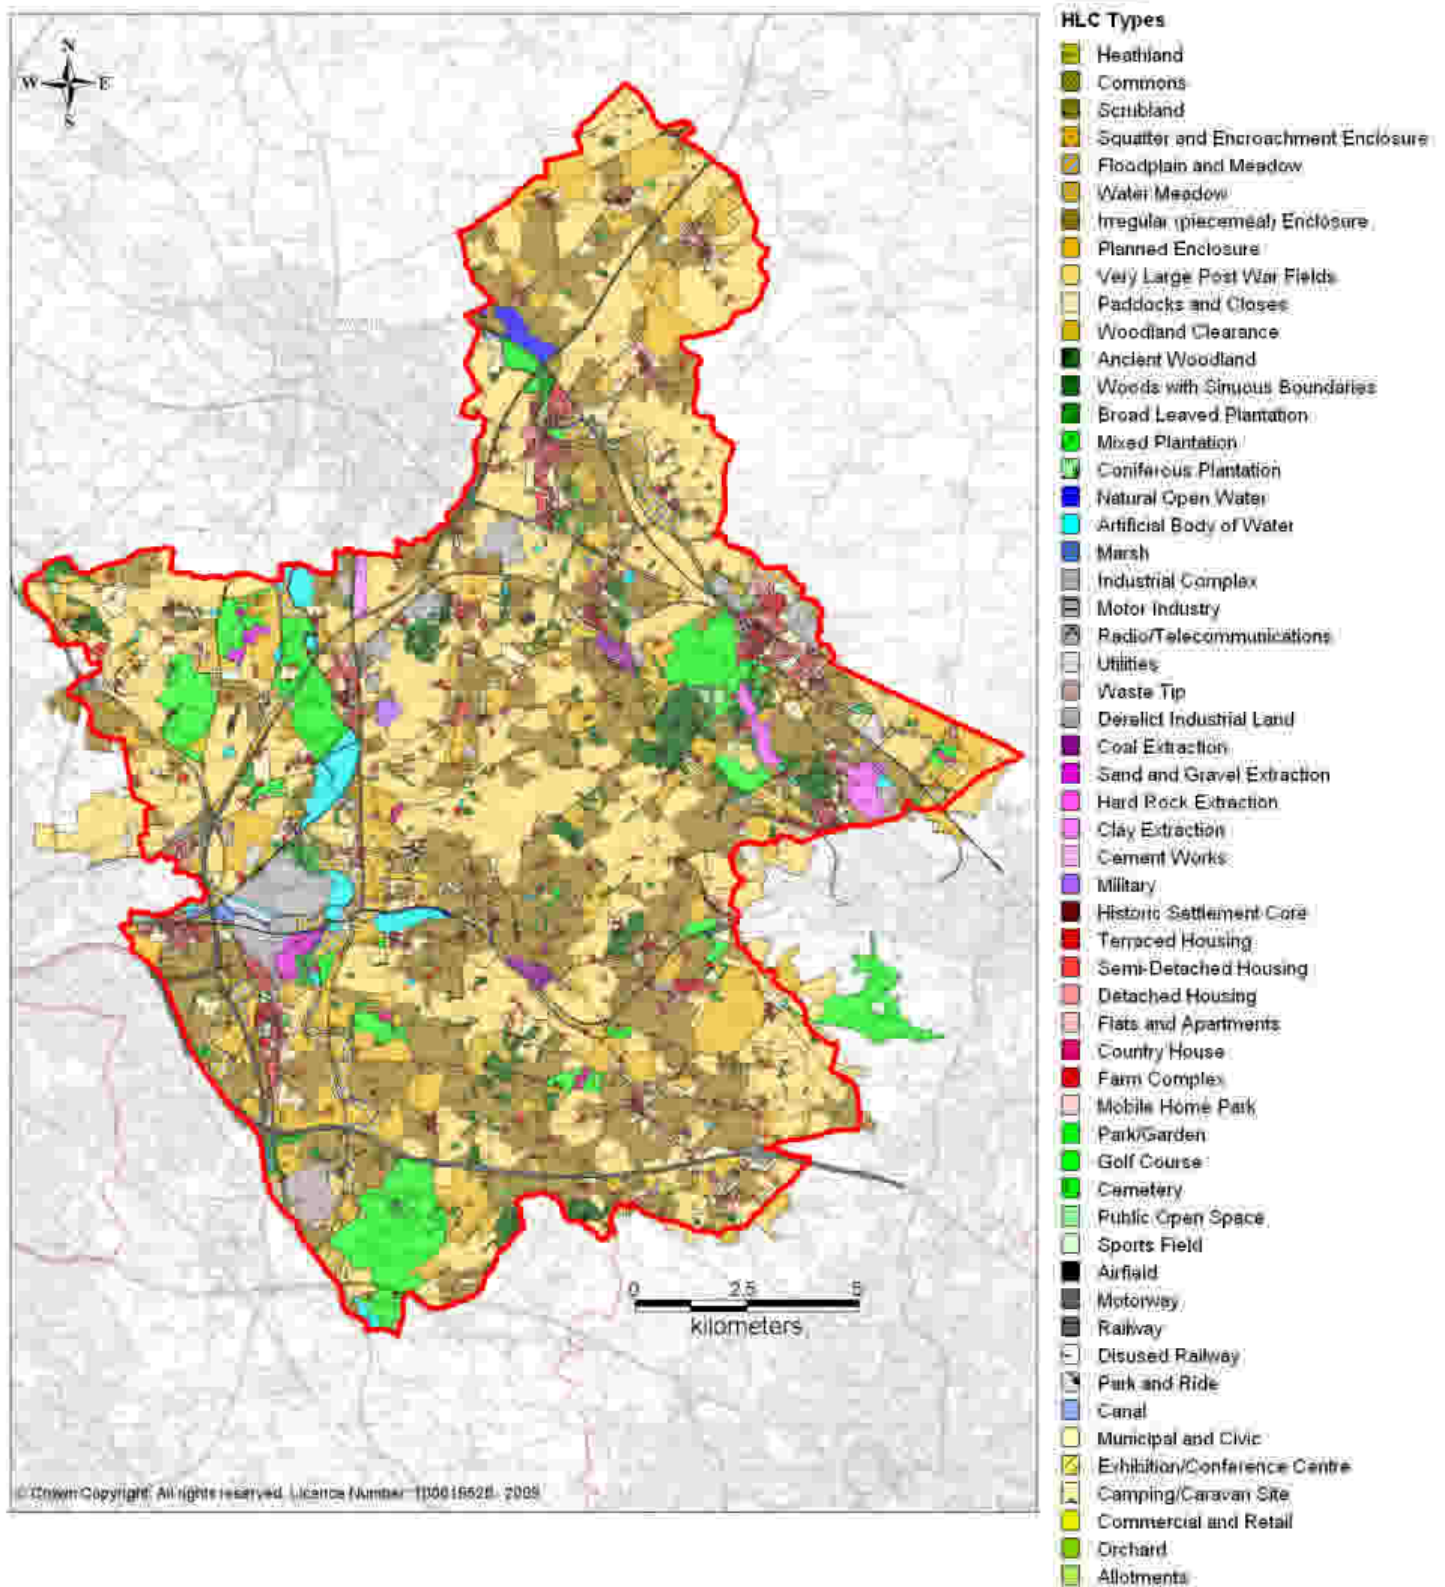 N
W E
S
0 2.5 5
kilometers
© Crown Copyright. All rights reserved. Licence Number 100019520. 2009
HLC Types
Heathland
Commons
Scrubland
Squatter and Encroachment Enclosure
Floodplain and Meadow
Water Meadow
Irregular (piecemeal) Enclosure
Planned Enclosure
Very Large Post War Fields
Paddocks and Closes
Woodland Clearance
Ancient Woodland
Woods with Sinuous Boundaries
Broad Leaved Plantation
Mixed Plantation
Coniferous Plantation
Natural Open Water
Artificial Body of Water
Marsh
Industrial Complex
Motor Industry
Radio/Telecommunications
Utilities
Waste Tip
Derelict Industrial Land
Coal Extraction
Sand and Gravel Extraction
Hard Rock Extraction
Clay Extraction
Cement Works
Military
Historic Settlement Core
Terraced Housing
Semi-Detached Housing
Detached Housing
Flats and Apartments
Country House
Farm Complex
Mobile Home Park
Park/Garden
Golf Course
Cemetery
Public Open Space
Sports Field
Airfield
Motorway
Railway
Disused Railway
Park and Ride
Canal
Municipal and Civic
Exhibition/Conference Centre
Camping/Caravan Site
Commercial and Retail
Orchard
Allotments